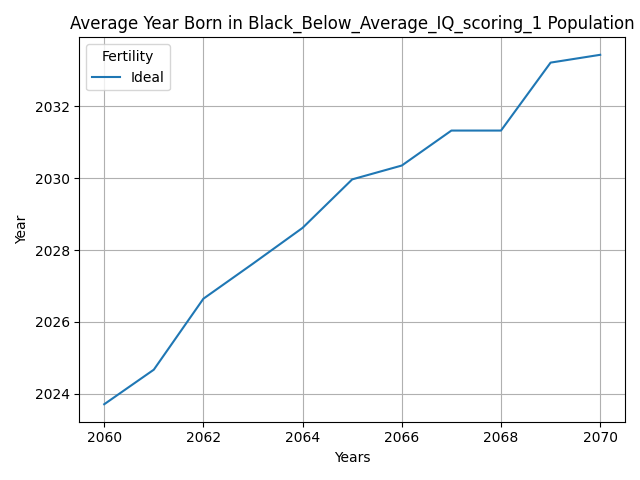 Average Year Born in Black_Below_Average_IQ_scoring_1 Population
Fertility
Ideal
2032
2030
2028
2026
2024
Year
2060 2062 2064 2066 2068 2070
Years